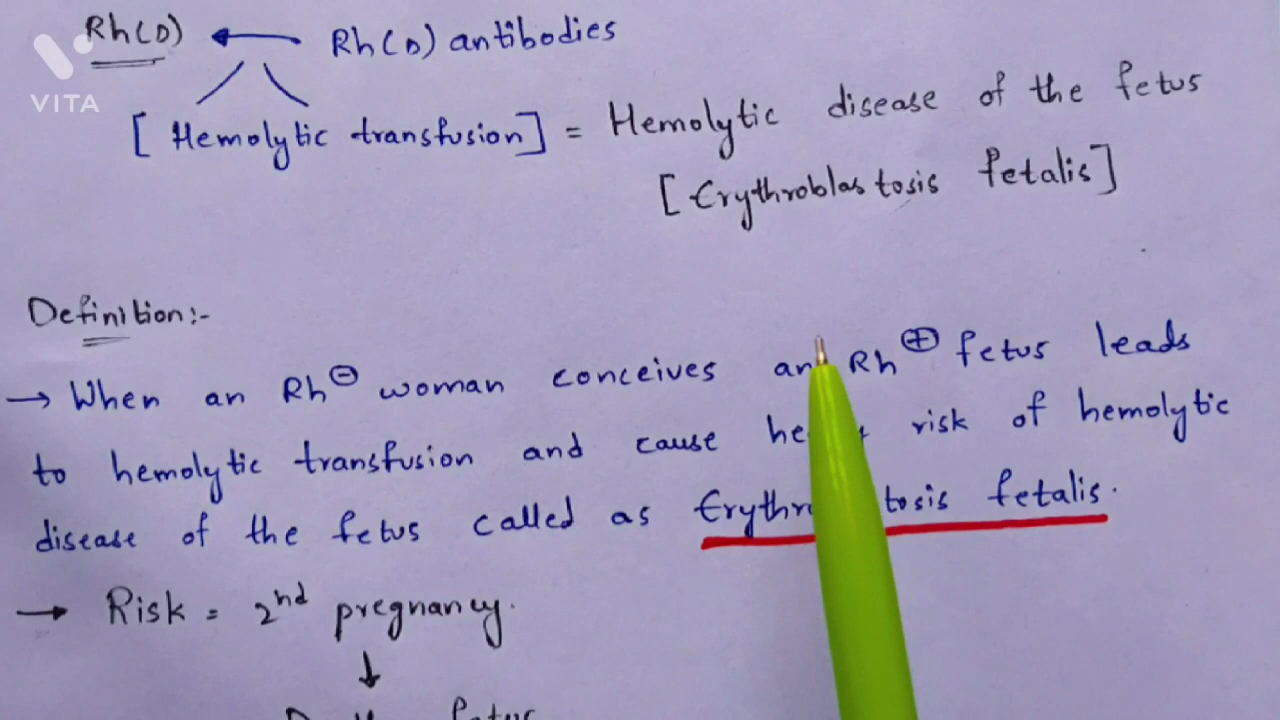 Rh(D) ← Rh(D) antibodies
VITA
[Hemolytic transfusion] = Hemolytic disease of the fetus
[Erythroblastosis fetalis]
Definition:-
→ When an Rh⊖ woman conceives an Rh⊕ fetus leads
to hemolytic transfusion and cause risk of hemolytic
disease of the fetus called as fetalis.
→ Risk = 2nd pregnancy.
↓